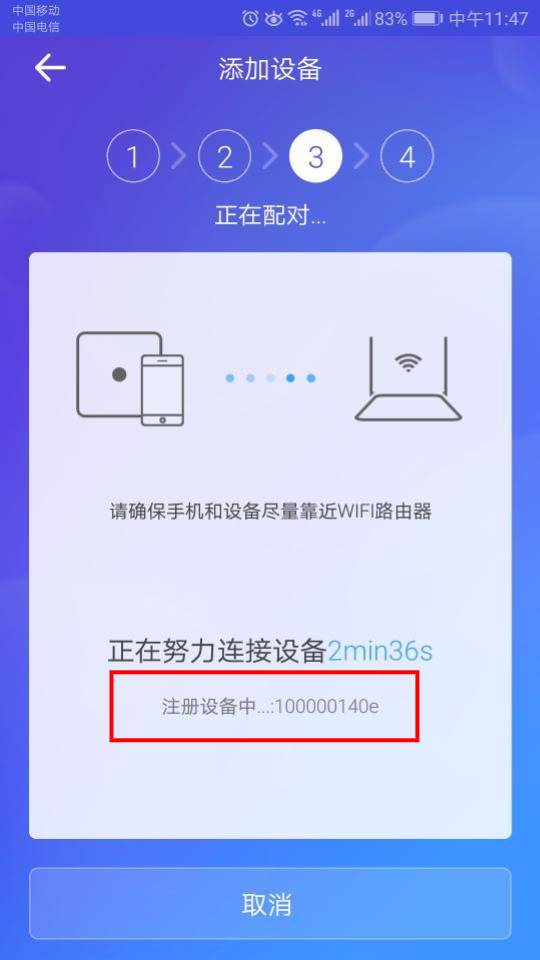 中国移动
中国电信
4G 2G 83% 中午11:47
添加设备
1 2 3 4
正在配对...
请确保手机和设备尽量靠近WIFI路由器
正在努力连接设备2min36s
注册设备中...:100000140e
取消